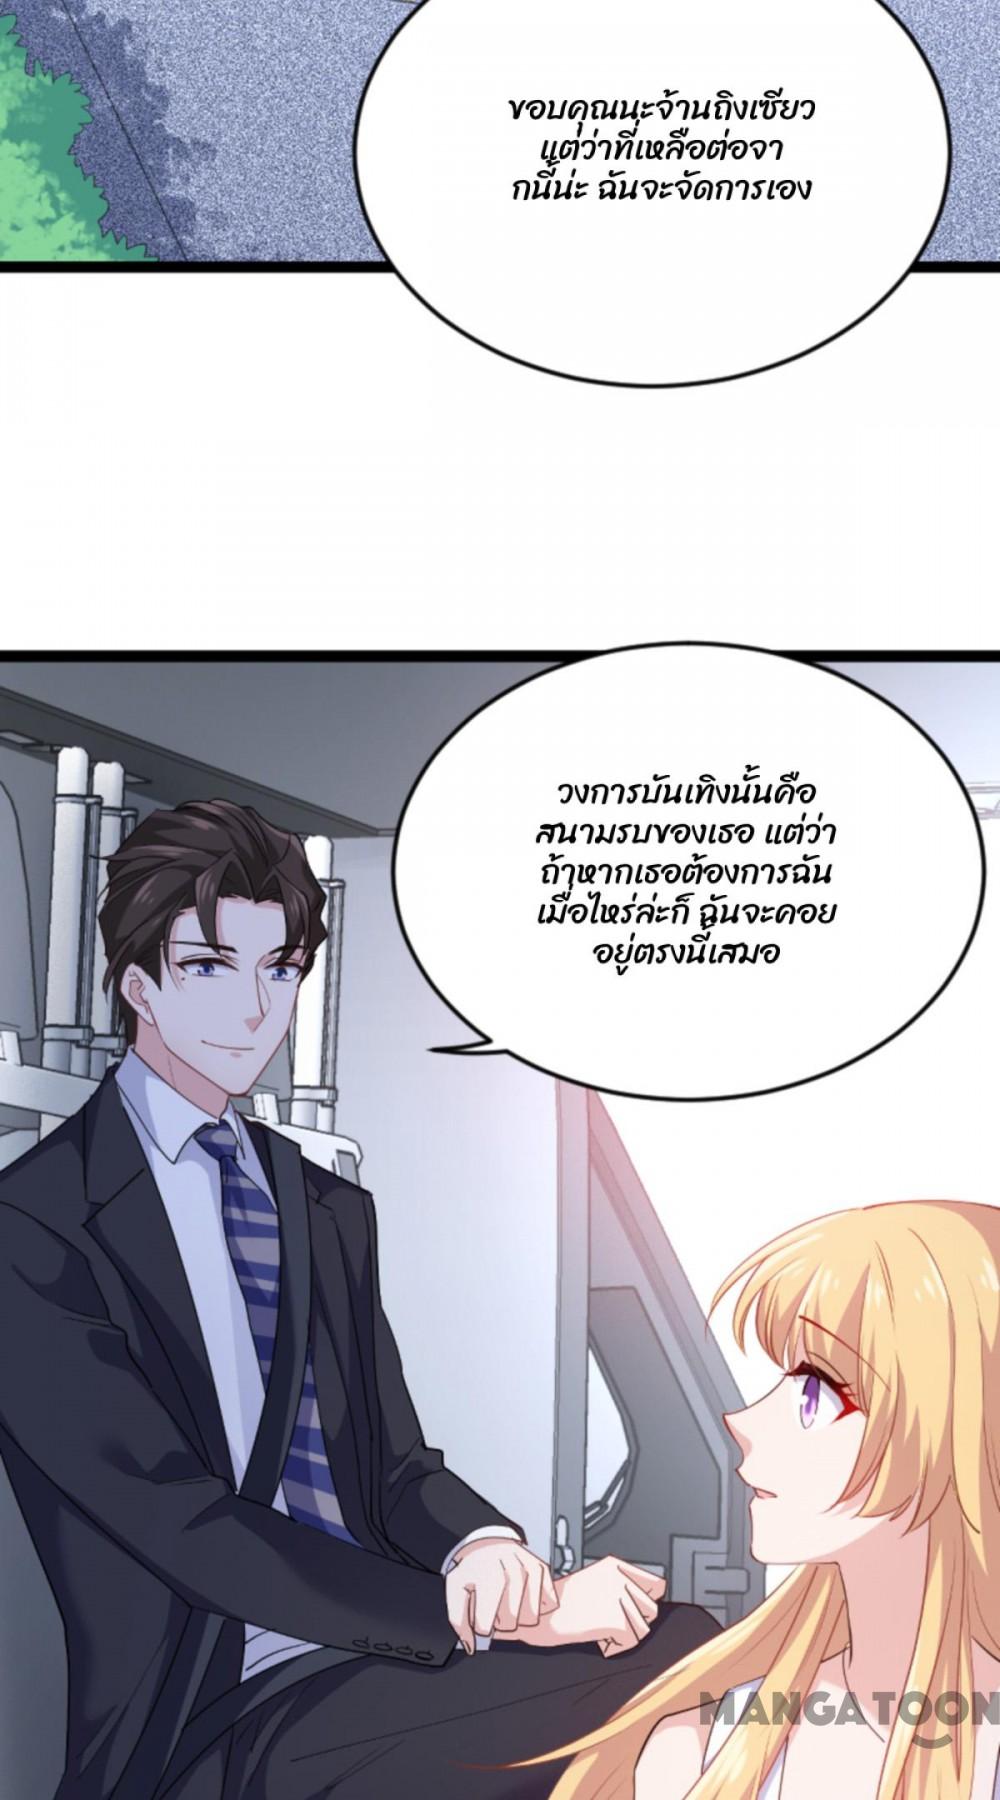 ขอบคุณนะจ้านถิงเซียว
แต่ว่าที่เหลือต่อจา
กนี้น่ะ ฉันจะจัดการเอง
วงการบันเทิงนั้นคือ
สนามรบของเธอ แต่ว่า
ถ้าหากเธอต้องการฉัน
เมื่อไหร่ล่ะก็ ฉันจะคอย
อยู่ตรงนี้เสมอ
MANGATOON